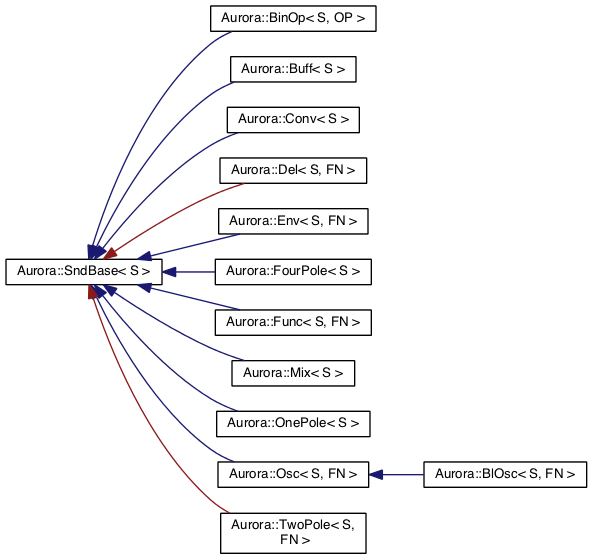 Aurora::BinOp< S, OP >
Aurora::Buff< S >
Aurora::Conv< S >
Aurora::Del< S, FN >
Aurora::Env< S, FN >
Aurora::SndBase< S >
Aurora::FourPole< S >
Aurora::Func< S, FN >
Aurora::Mix< S >
Aurora::OnePole< S >
Aurora::Osc< S, FN >
Aurora::BlOsc< S, FN >
Aurora::TwoPole< S,
FN >